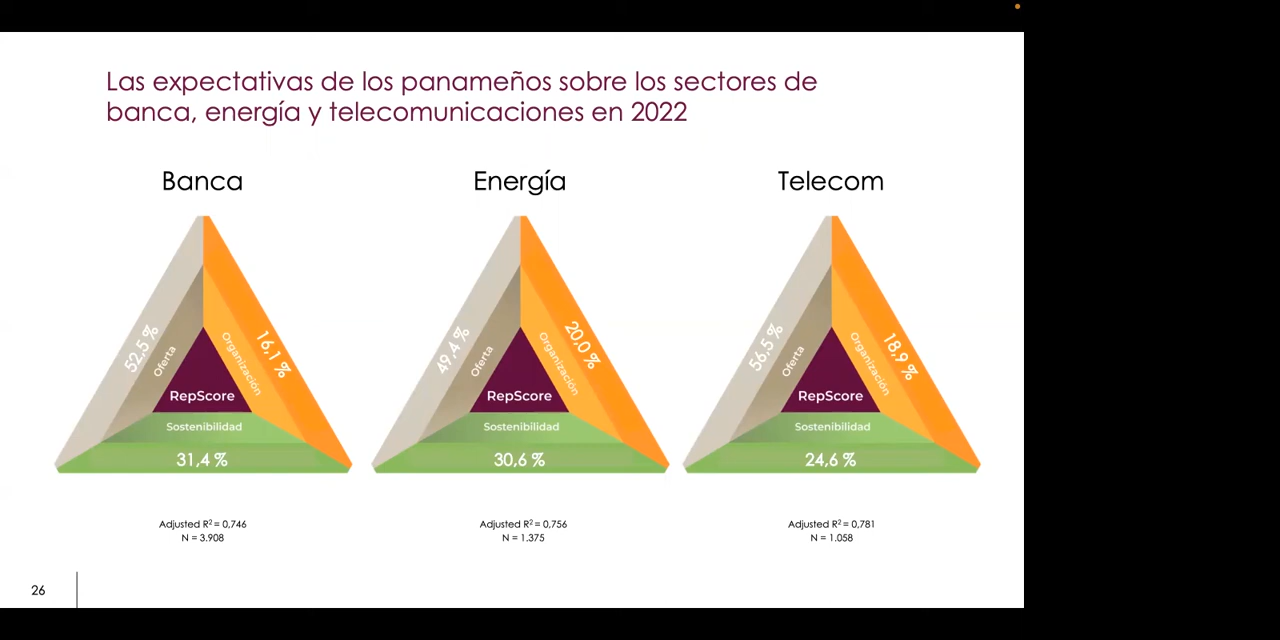 Las expectativas de los panameños sobre los sectores de
banca, energía y telecomunicaciones en 2022
Banca
52,5 %
Oferta
16,1 %
Organización
RepScore
Sostenibilidad
31,4 %
Adjusted R² = 0,746
N = 3.908
Energía
49,4 %
Oferta
20,0 %
Organización
RepScore
Sostenibilidad
30,6 %
Adjusted R² = 0,756
N = 1.375
Telecom
56,5 %
Oferta
18,9 %
Organización
RepScore
Sostenibilidad
24,6 %
Adjusted R² = 0,781
N = 1.058
26